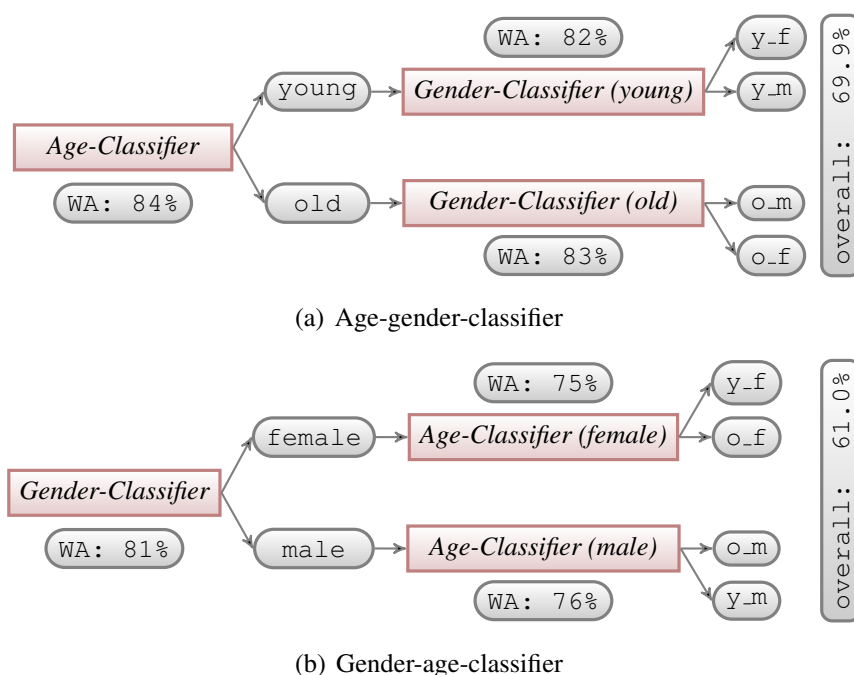 WA: 82%
y_f
young
Gender-Classifier (young)
y_m
Age-Classifier
WA: 84%
old
Gender-Classifier (old)
o_m
WA: 83%
o_f
overall: 69.9%
(a) Age-gender-classifier
WA: 75%
y_f
female
Age-Classifier (female)
o_f
Gender-Classifier
WA: 81%
male
Age-Classifier (male)
o_m
WA: 76%
y_m
overall: 61.0%
(b) Gender-age-classifier